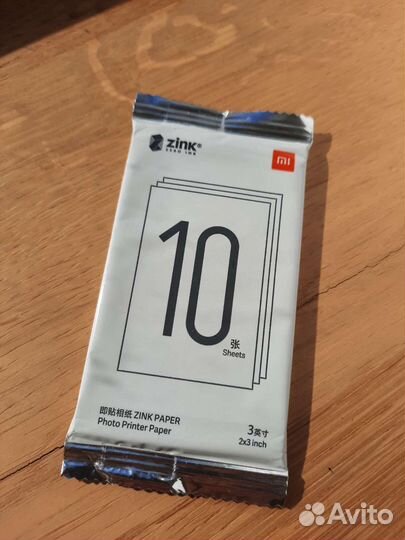 ZINK®
ZERO INK
mi
10
张
Sheets
即贴相纸 ZINK PAPER
Photo Printer Paper
3英寸
2x3 inch
Avito